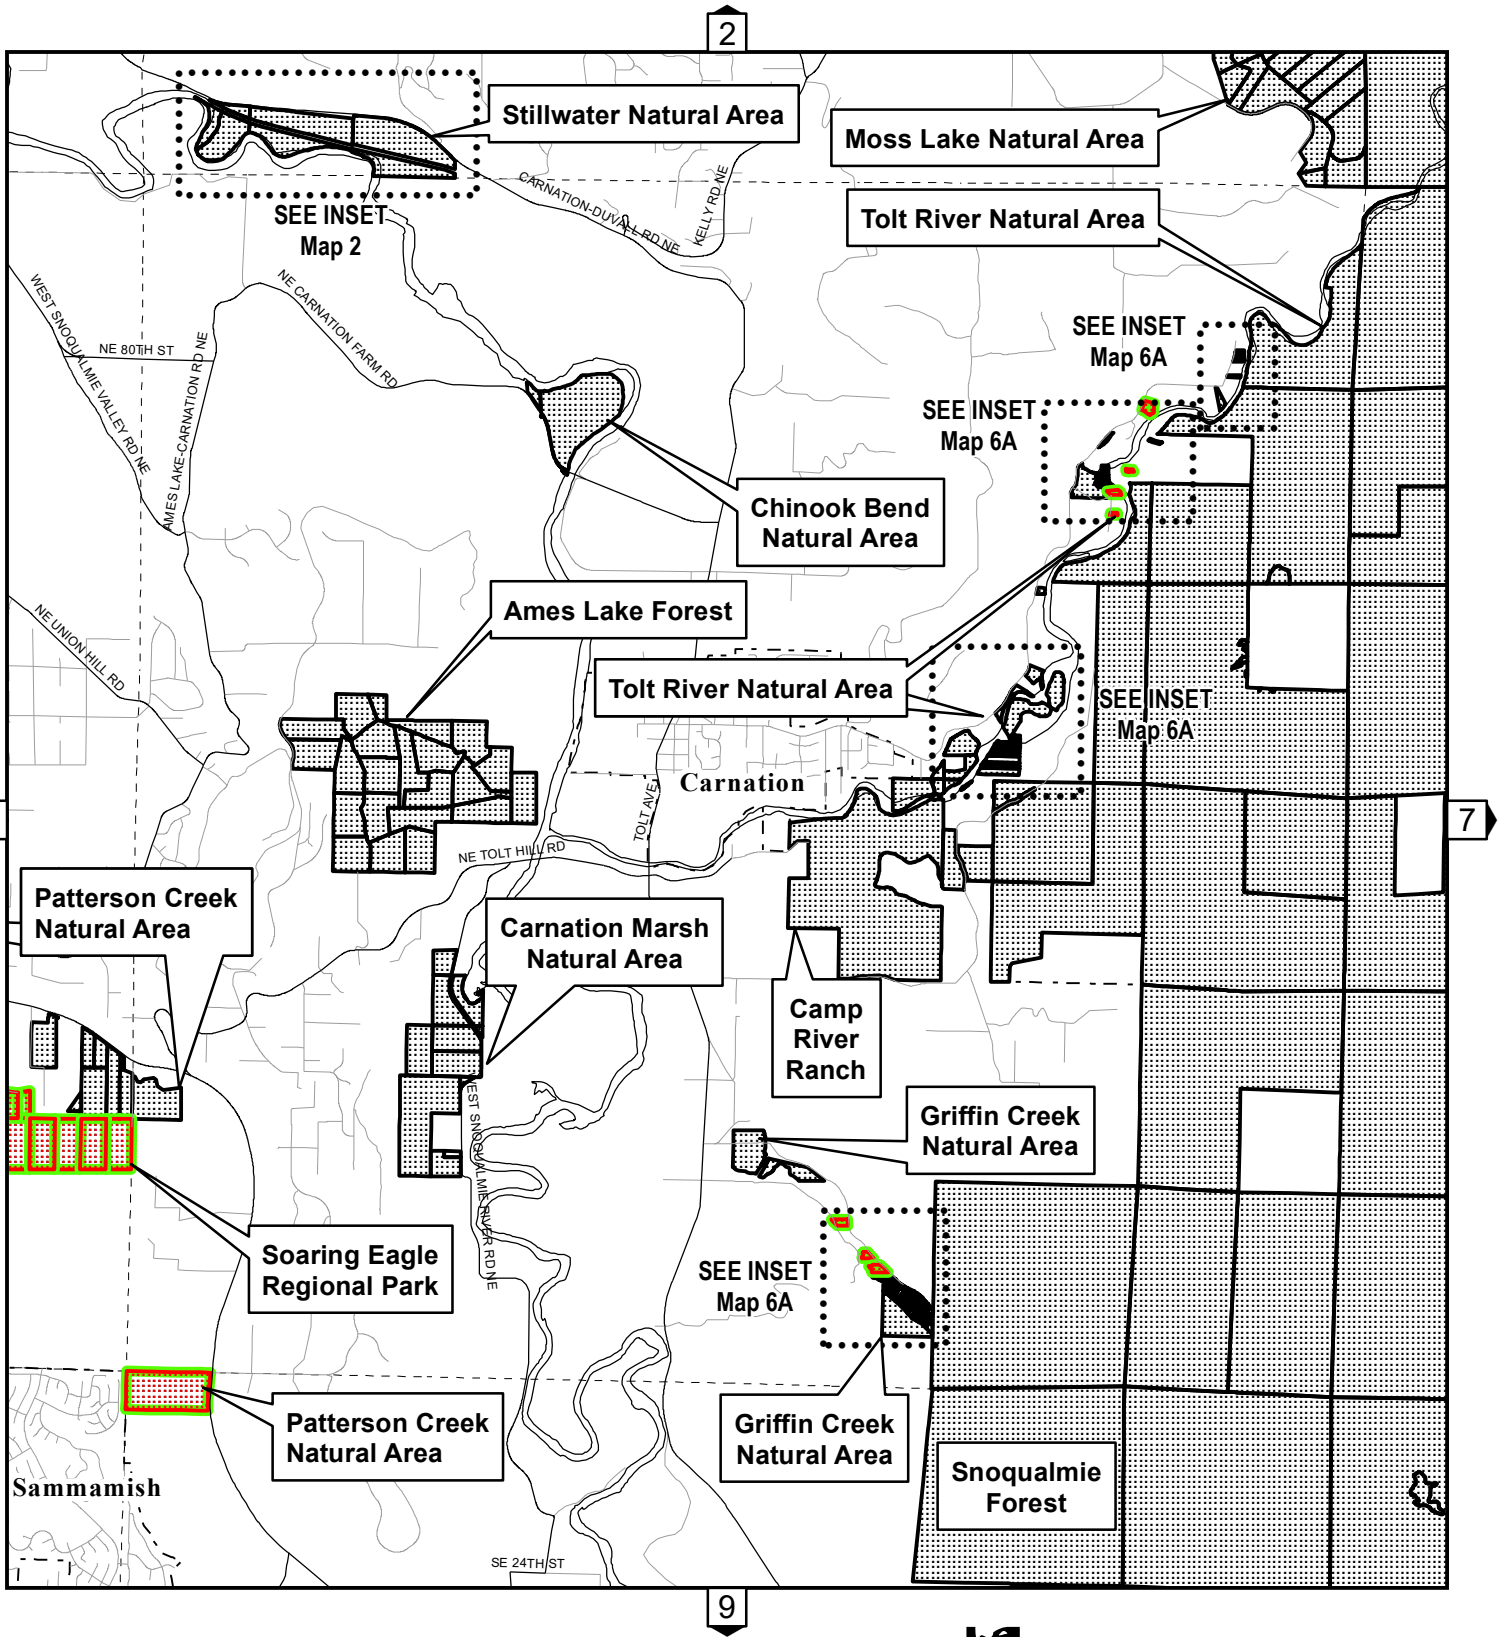 2
Stillwater Natural Area
Moss Lake Natural Area
CARNATION-DUVALL RD NE
KELLY RD NE
SEE INSET
Map 2
Tolt River Natural Area
WEST SNOQUALMIE VALLEY RD NE
NE CARNATION FARM RD
NE 80TH ST
AMES LAKE-CARNATION RD NE
SEE INSET
Map 6A
SEE INSET
Map 6A
Chinook Bend
Natural Area
NE UNION HILL RD
Ames Lake Forest
Tolt River Natural Area
SEE INSET
Map 6A
Carnation
TOLT AVE
7
NE TOLT HILL RD
Patterson Creek
Natural Area
Carnation Marsh
Natural Area
Camp
River
Ranch
WEST SNOQUALMIE RIVER RD NE
Griffin Creek
Natural Area
Soaring Eagle
Regional Park
SEE INSET
Map 6A
Patterson Creek
Natural Area
Griffin Creek
Natural Area
Snoqualmie
Forest
Sammamish
SE 24TH ST
9